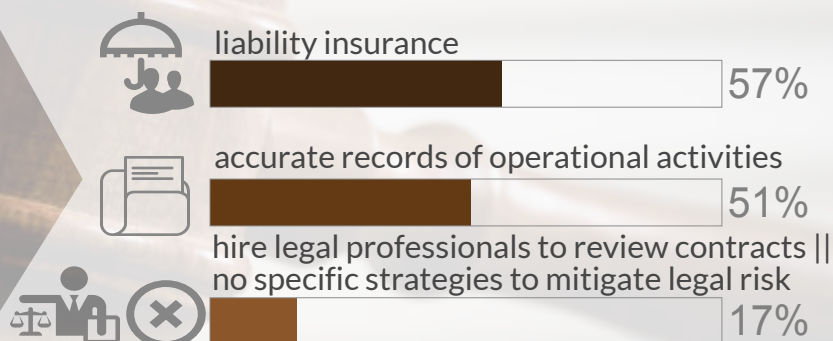 liability insurance
57%
accurate records of operational activities
51%
hire legal professionals to review contracts ||
no specific strategies to mitigate legal risk
17%